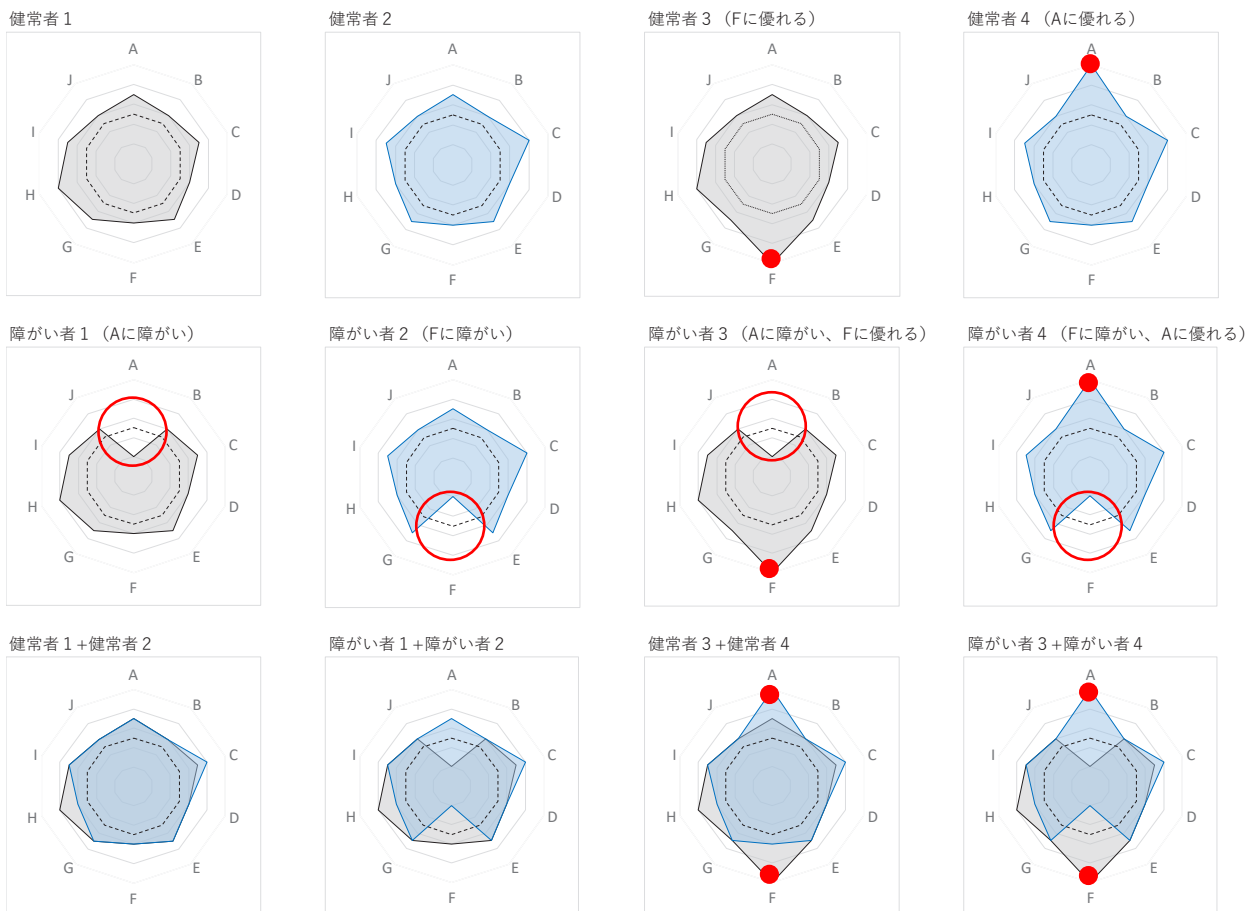 健常者１
健常者２
健常者３（Fに優れる）
健常者４（Aに優れる）
A
B
C
D
E
F
G
H
I
J
A
B
C
D
E
F
G
H
I
J
A
B
C
D
E
F
G
H
I
J
A
B
C
D
E
F
G
H
I
J
障がい者１（Aに障がい）
障がい者２（Fに障がい）
障がい者３（Aに障がい、Fに優れる）
障がい者４（Fに障がい、Aに優れる）
A
B
C
D
E
F
G
H
I
J
A
B
C
D
E
F
G
H
I
J
A
B
C
D
E
F
G
H
I
J
A
B
C
D
E
F
G
H
I
J
健常者１+健常者２
障がい者１+障がい者２
健常者３+健常者４
障がい者３+障がい者４
A
B
C
D
E
F
G
H
I
J
A
B
C
D
E
F
G
H
I
J
A
B
C
D
E
F
G
H
I
J
A
B
C
D
E
F
G
H
I
J